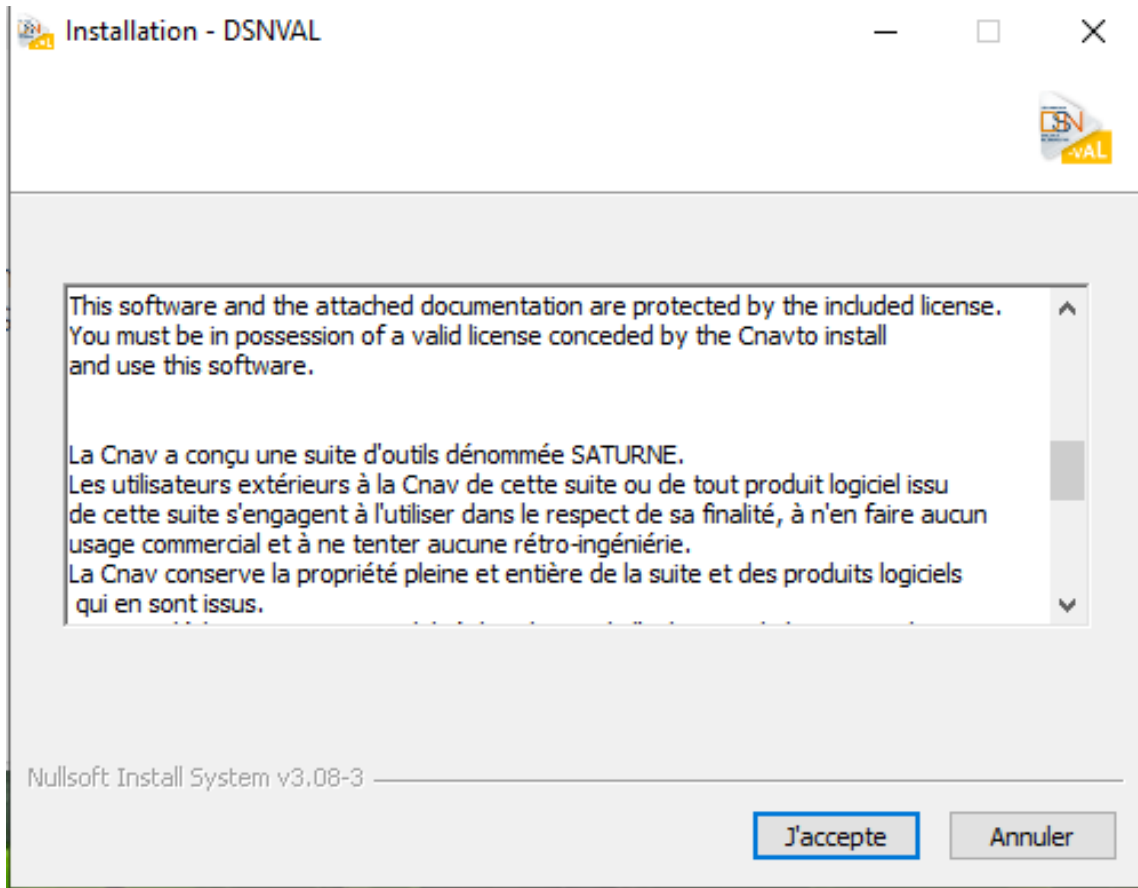 Installation - DSNVAL
DSN
-VAL
This software and the attached documentation are protected by the included license.
You must be in possession of a valid license conceded by the Cnavto install
and use this software.
La Cnav a conçu une suite d'outils dénommée SATURNE.
Les utilisateurs extérieurs à la Cnav de cette suite ou de tout produit logiciel issu
de cette suite s'engagent à l'utiliser dans le respect de sa finalité, à n'en faire aucun
usage commercial et à ne tenter aucune rétro-ingéniérie.
La Cnav conserve la propriété pleine et entière de la suite et des produits logiciels
qui en sont issus.
Nullsoft Install System v3.08-3
J'accepte
Annuler